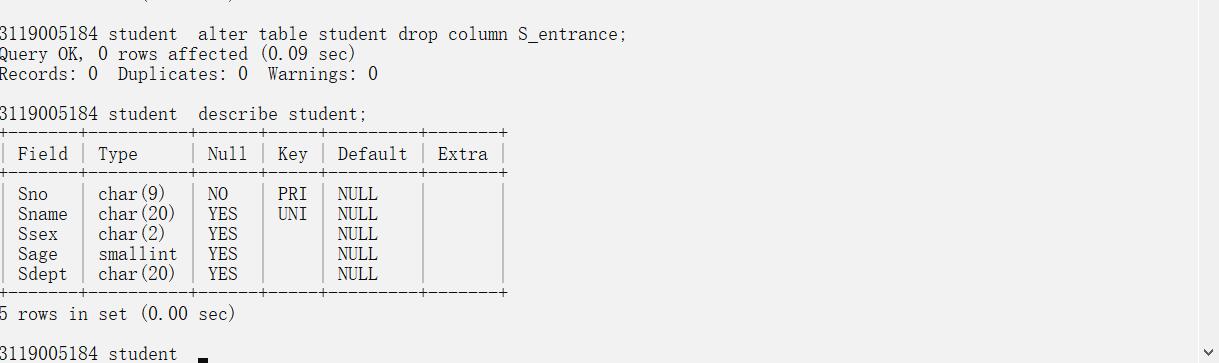 3119005184 student  alter table student drop column S_entrance;
Query OK, 0 rows affected (0.09 sec)
Records: 0  Duplicates: 0  Warnings: 0
3119005184 student  describe student;
+-------+----------+------+-----+---------+-------+
| Field | Type     | Null | Key | Default | Extra |
+-------+----------+------+-----+---------+-------+
| Sno   | char(9)  | NO   | PRI | NULL    |       |
| Sname | char(20) | YES  | UNI | NULL    |       |
| Ssex  | char(2)  | YES  |     | NULL    |       |
| Sage  | smallint | YES  |     | NULL    |       |
| Sdept | char(20) | YES  |     | NULL    |       |
+-------+----------+------+-----+---------+-------+
5 rows in set (0.00 sec)
3119005184 student